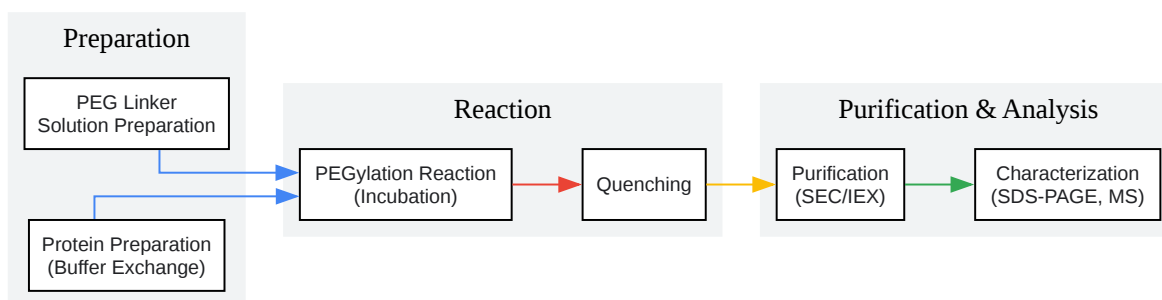 Preparation
PEG Linker
Solution Preparation
Protein Preparation
(Buffer Exchange)
Reaction
PEGylation Reaction
(Incubation)
Quenching
Purification & Analysis
Purification
(SEC/IEX)
Characterization
(SDS-PAGE, MS)